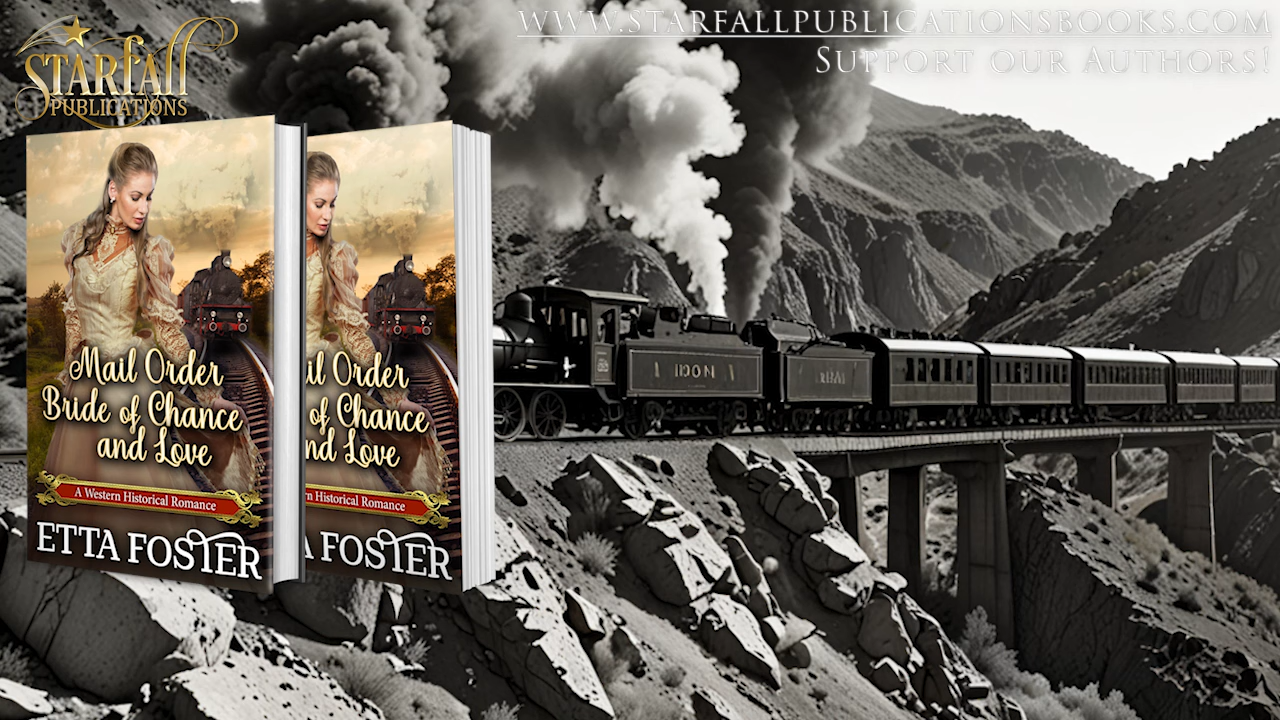 WWW.STARFALLPUBLICATIONSBOOKS.COM
SUPPORT OUR AUTHORS!
STARfall
PUBLICATIONS
Mail Order
Bride of Chance
and Love
A Western Historical Romance
ETTA FOSTER
il Order
of Chance
nd Love
rn Historical Romance
A FOSTER